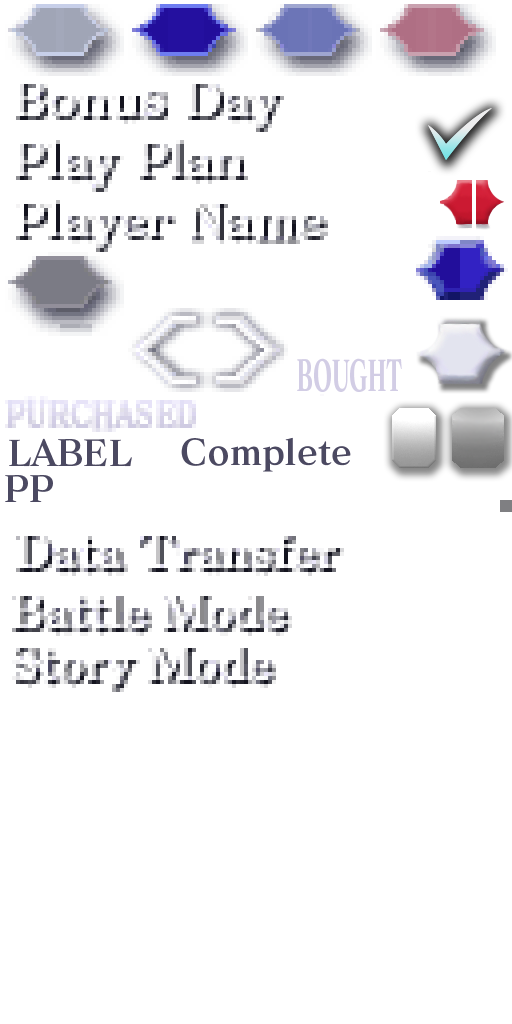 Bonus Day
Play Plan
Player Name
BOUGHT
PURCHASED
LABEL Complete
PP
Data Transfer
Battle Mode
Story Mode